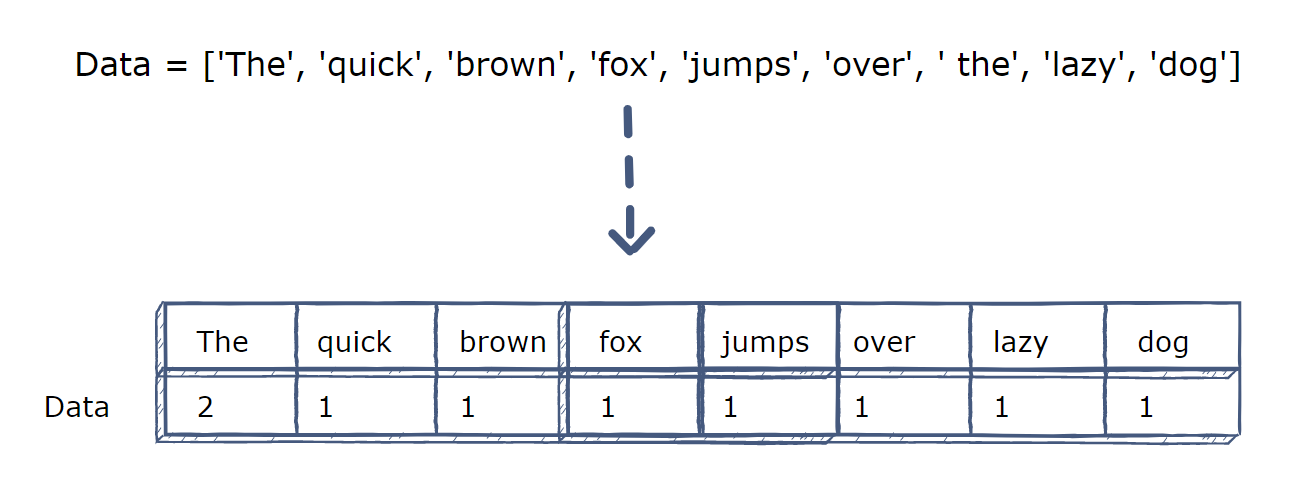 Data = ['The', 'quick', 'brown', 'fox', 'jumps', 'over', ' the', 'lazy', 'dog']
The quick brown fox jumps over lazy dog
Data 2 1 1 1 1 1 1 1